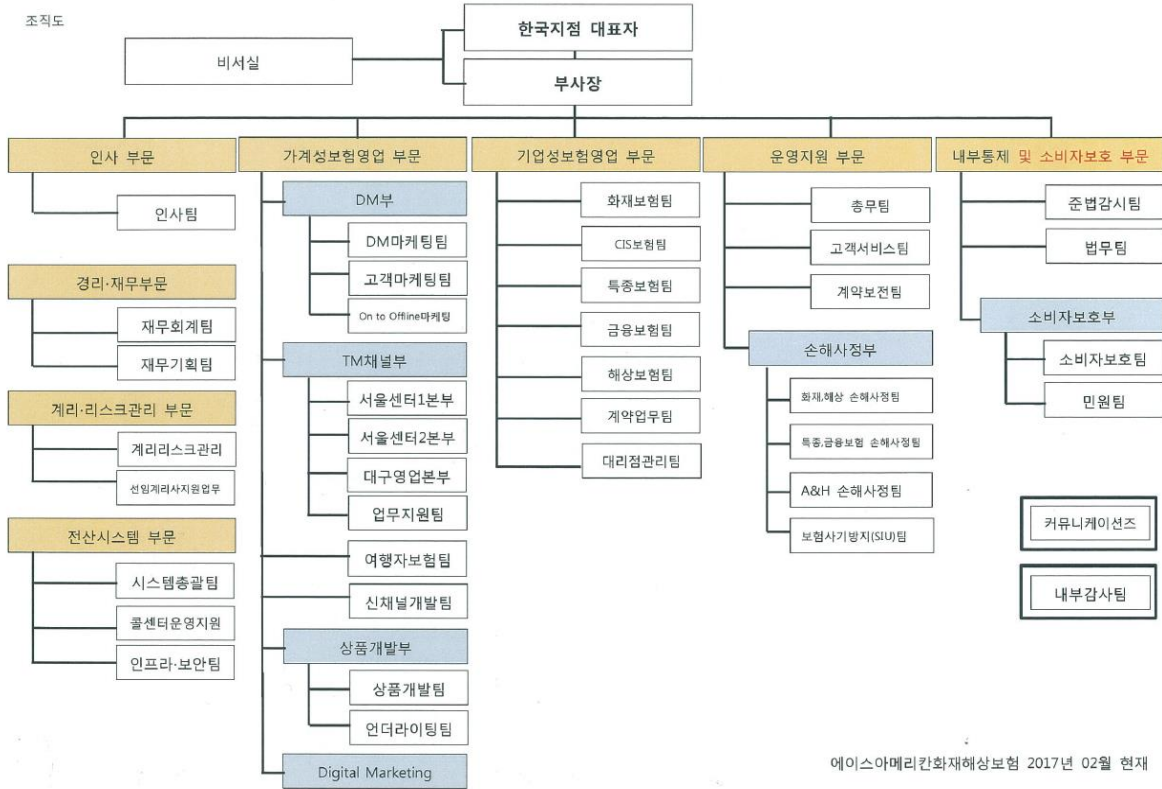 조직도
한국지점 대표자
비서실
부사장
인사 부문
인사팀
경리·재무부문
재무회계팀
재무기획팀
계리·리스크관리 부문
계리리스크관리
선임계리사지원업무
전산시스템 부문
시스템총괄팀
콜센터운영지원
인프라·보안팀
가계성보험영업 부문
DM부
DM마케팅팀
고객마케팅팀
On to Offline마케팅
TM채널부
서울센터1본부
서울센터2본부
대구영업본부
업무지원팀
여행자보험팀
신채널개발팀
상품개발부
상품개발팀
언더라이팅팀
Digital Marketing
기업성보험영업 부문
화재보험팀
CIS보험팀
특종보험팀
금융보험팀
해상보험팀
계약업무팀
대리점관리팀
운영지원 부문
총무팀
고객서비스팀
계약보전팀
손해사정부
화재,해상 손해사정팀
특종,금융보험 손해사정팀
A&H 손해사정팀
보험사기방지(SIU)팀
내부통제 및 소비자보호 부문
준법감시팀
법무팀
소비자보호부
소비자보호팀
민원팀
커뮤니케이션즈
내부감사팀
에이스아메리칸화재해상보험 2017년 02월 현재